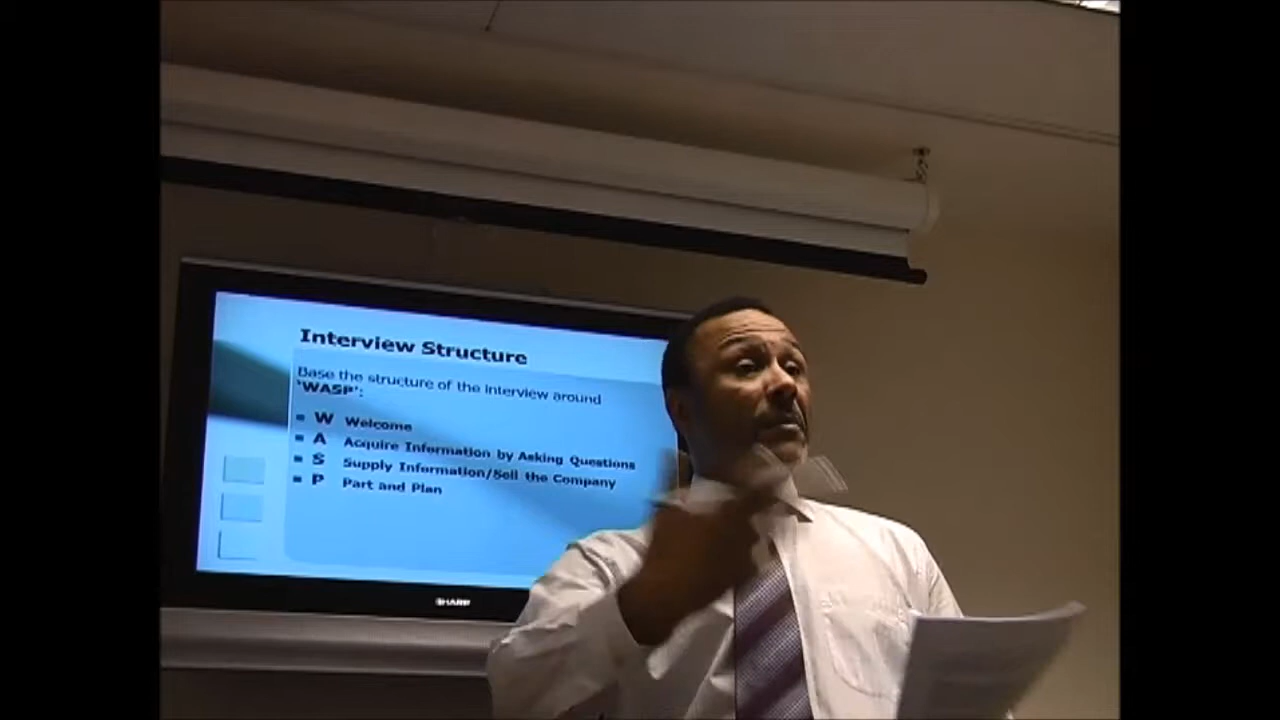 Interview Structure
Base the structure of the interview around
'WASP':
W Welcome
A Acquire Information by Asking Questions
S Supply Information/Sell the Company
P Part and Plan
SHARP